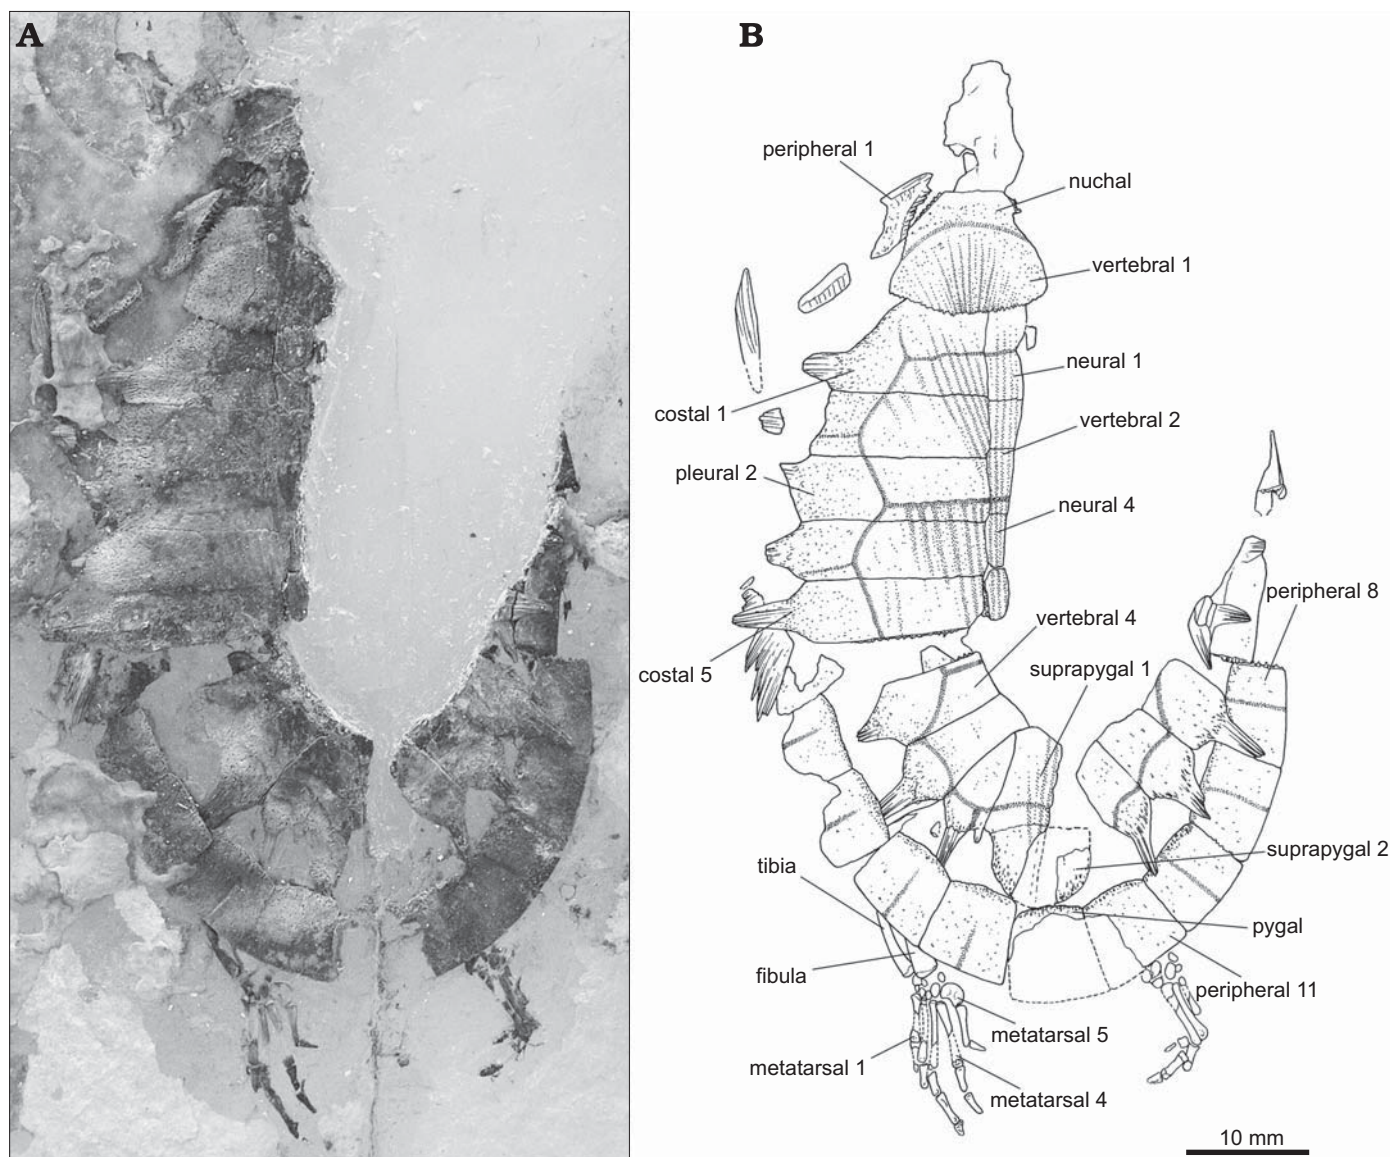 A
B
peripheral 1
nuchal
vertebral 1
neural 1
costal 1
vertebral 2
pleural 2
neural 4
peripheral 8
vertebral 4
suprapygal 1
costal 5
suprapygal 2
tibia
pygal
fibula
peripheral 11
metatarsal 5
metatarsal 1
metatarsal 4
10 mm